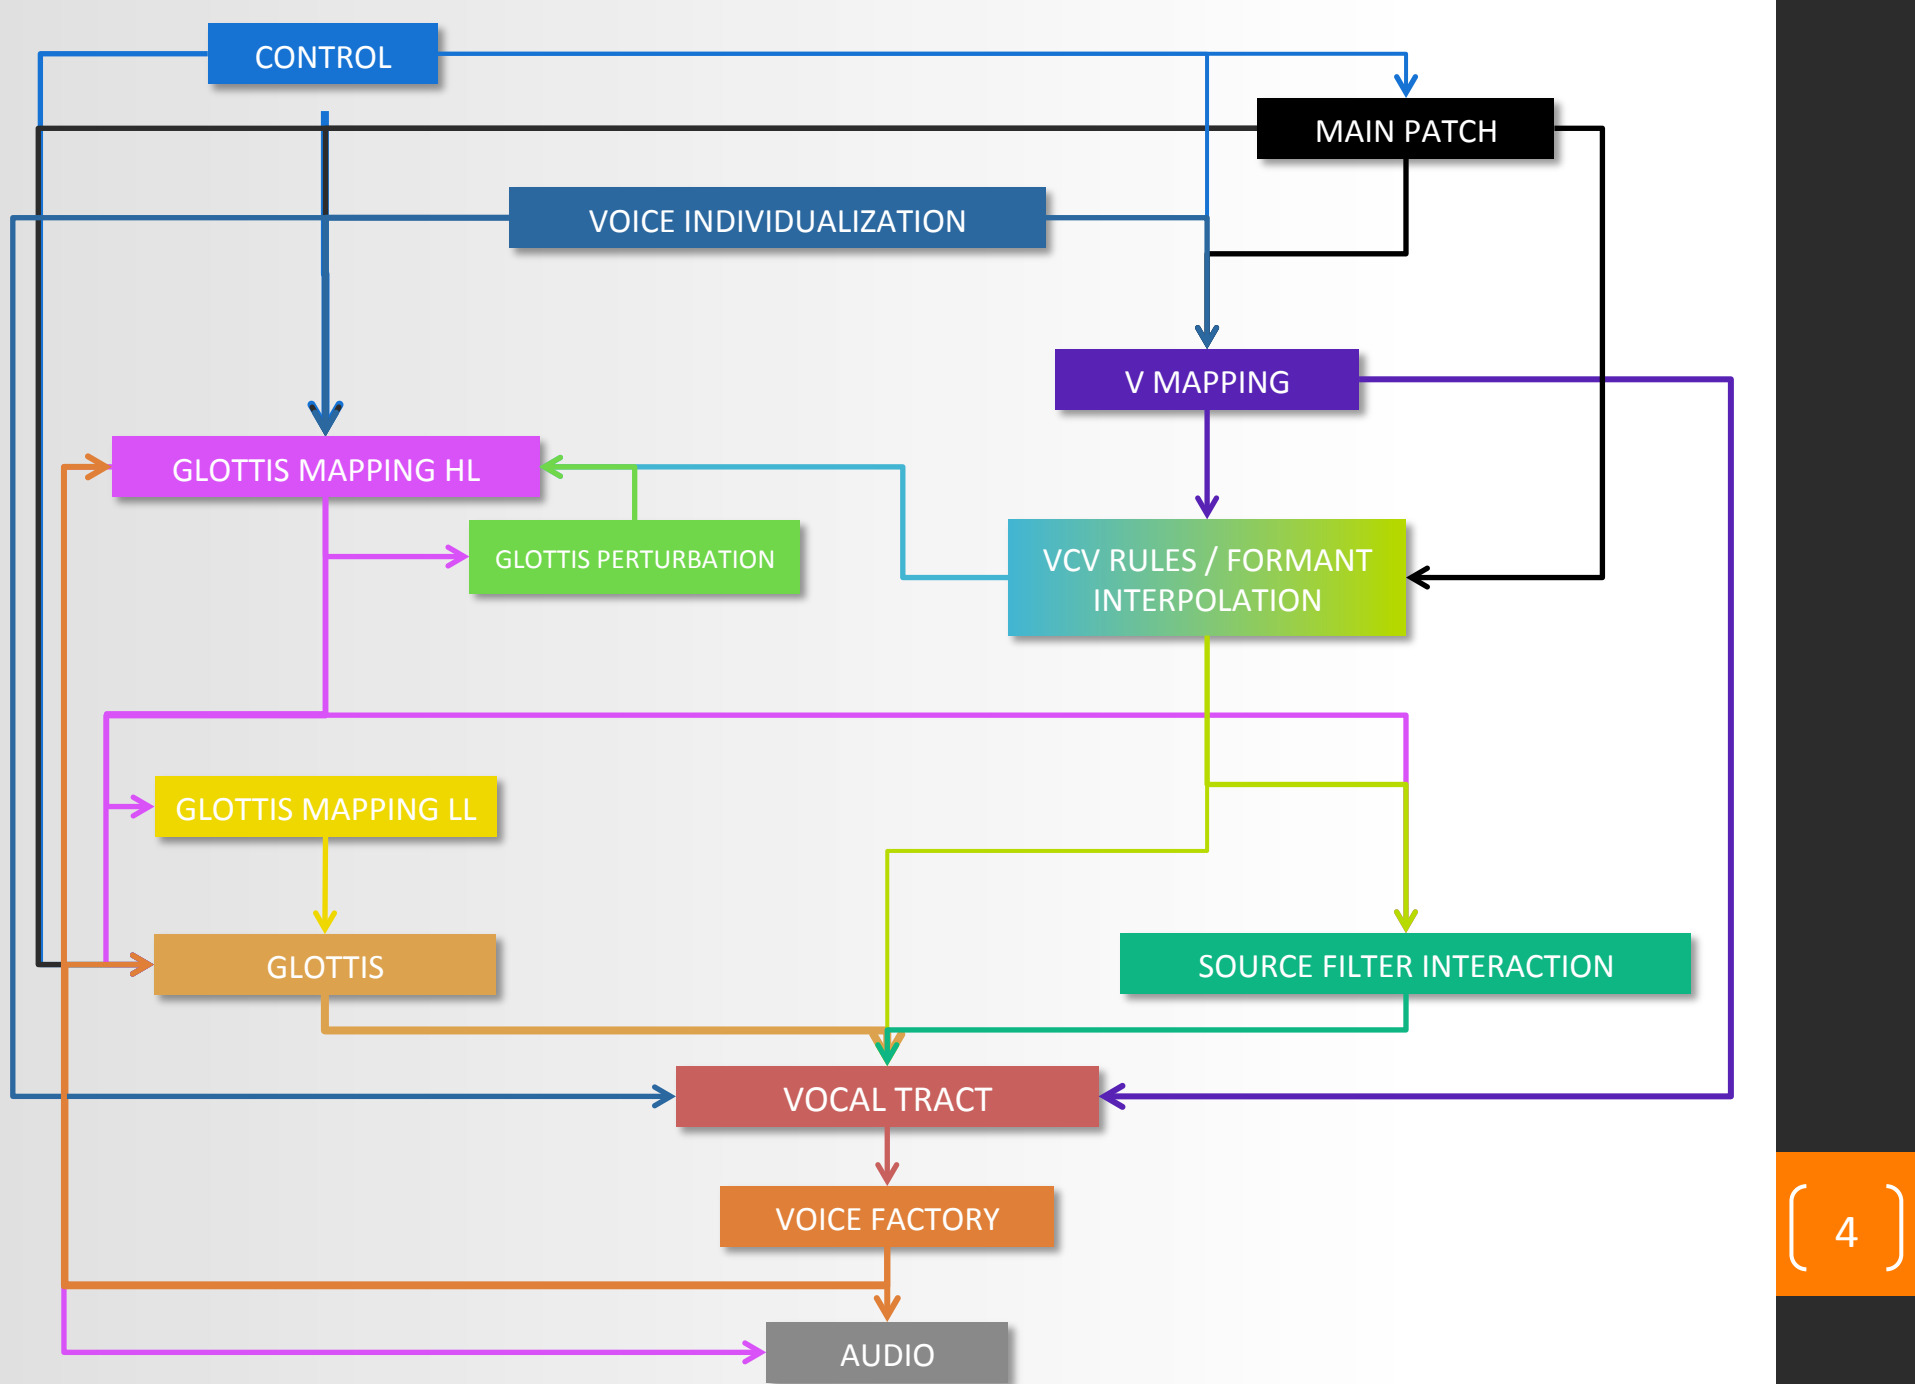 CONTROL
MAIN PATCH
VOICE INDIVIDUALIZATION
V MAPPING
GLOTTIS MAPPING HL
GLOTTIS PERTURBATION
VCV RULES / FORMANT
INTERPOLATION
GLOTTIS MAPPING LL
GLOTTIS
SOURCE FILTER INTERACTION
VOCAL TRACT
VOICE FACTORY
4
AUDIO